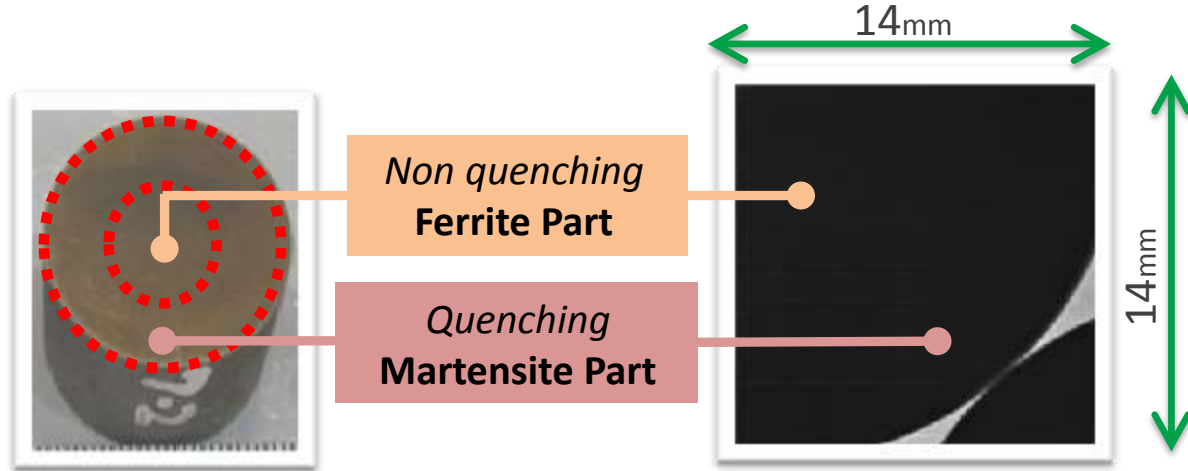 14mm
Non quenching
Ferrite Part
14mm
Quenching
Martensite Part